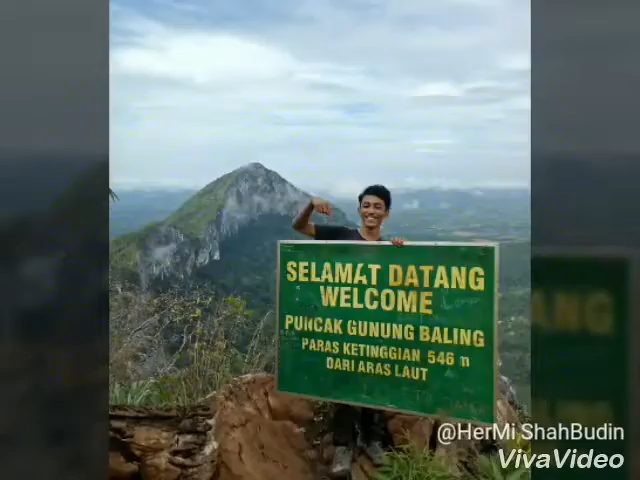 SELAMAT DATANG
WELCOME
PUNCAK GUNUNG BALING
PARAS KETINGGIAN 546 m
DARI ARAS LAUT
@HerMi ShahBudin
VivaVideo